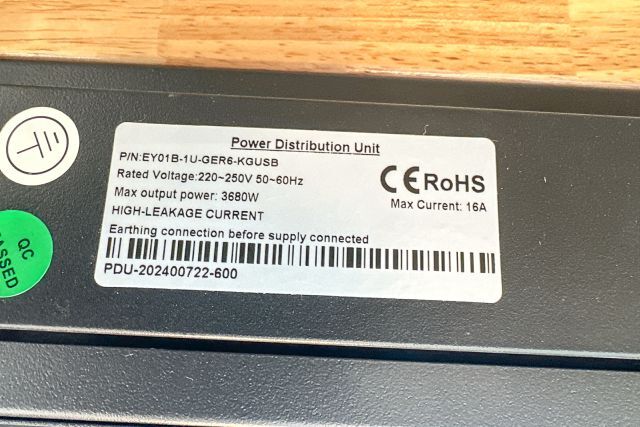 Power Distribution Unit
P/N:EY01B-1U-GER6-KGUSB
Rated Voltage:220~250V 50~60Hz
Max output power: 3680W
HIGH-LEAKAGE CURRENT
Earthing connection before supply connected
CE RoHS
Max Current: 16A
PDU-202400722-600
QC
PASSED